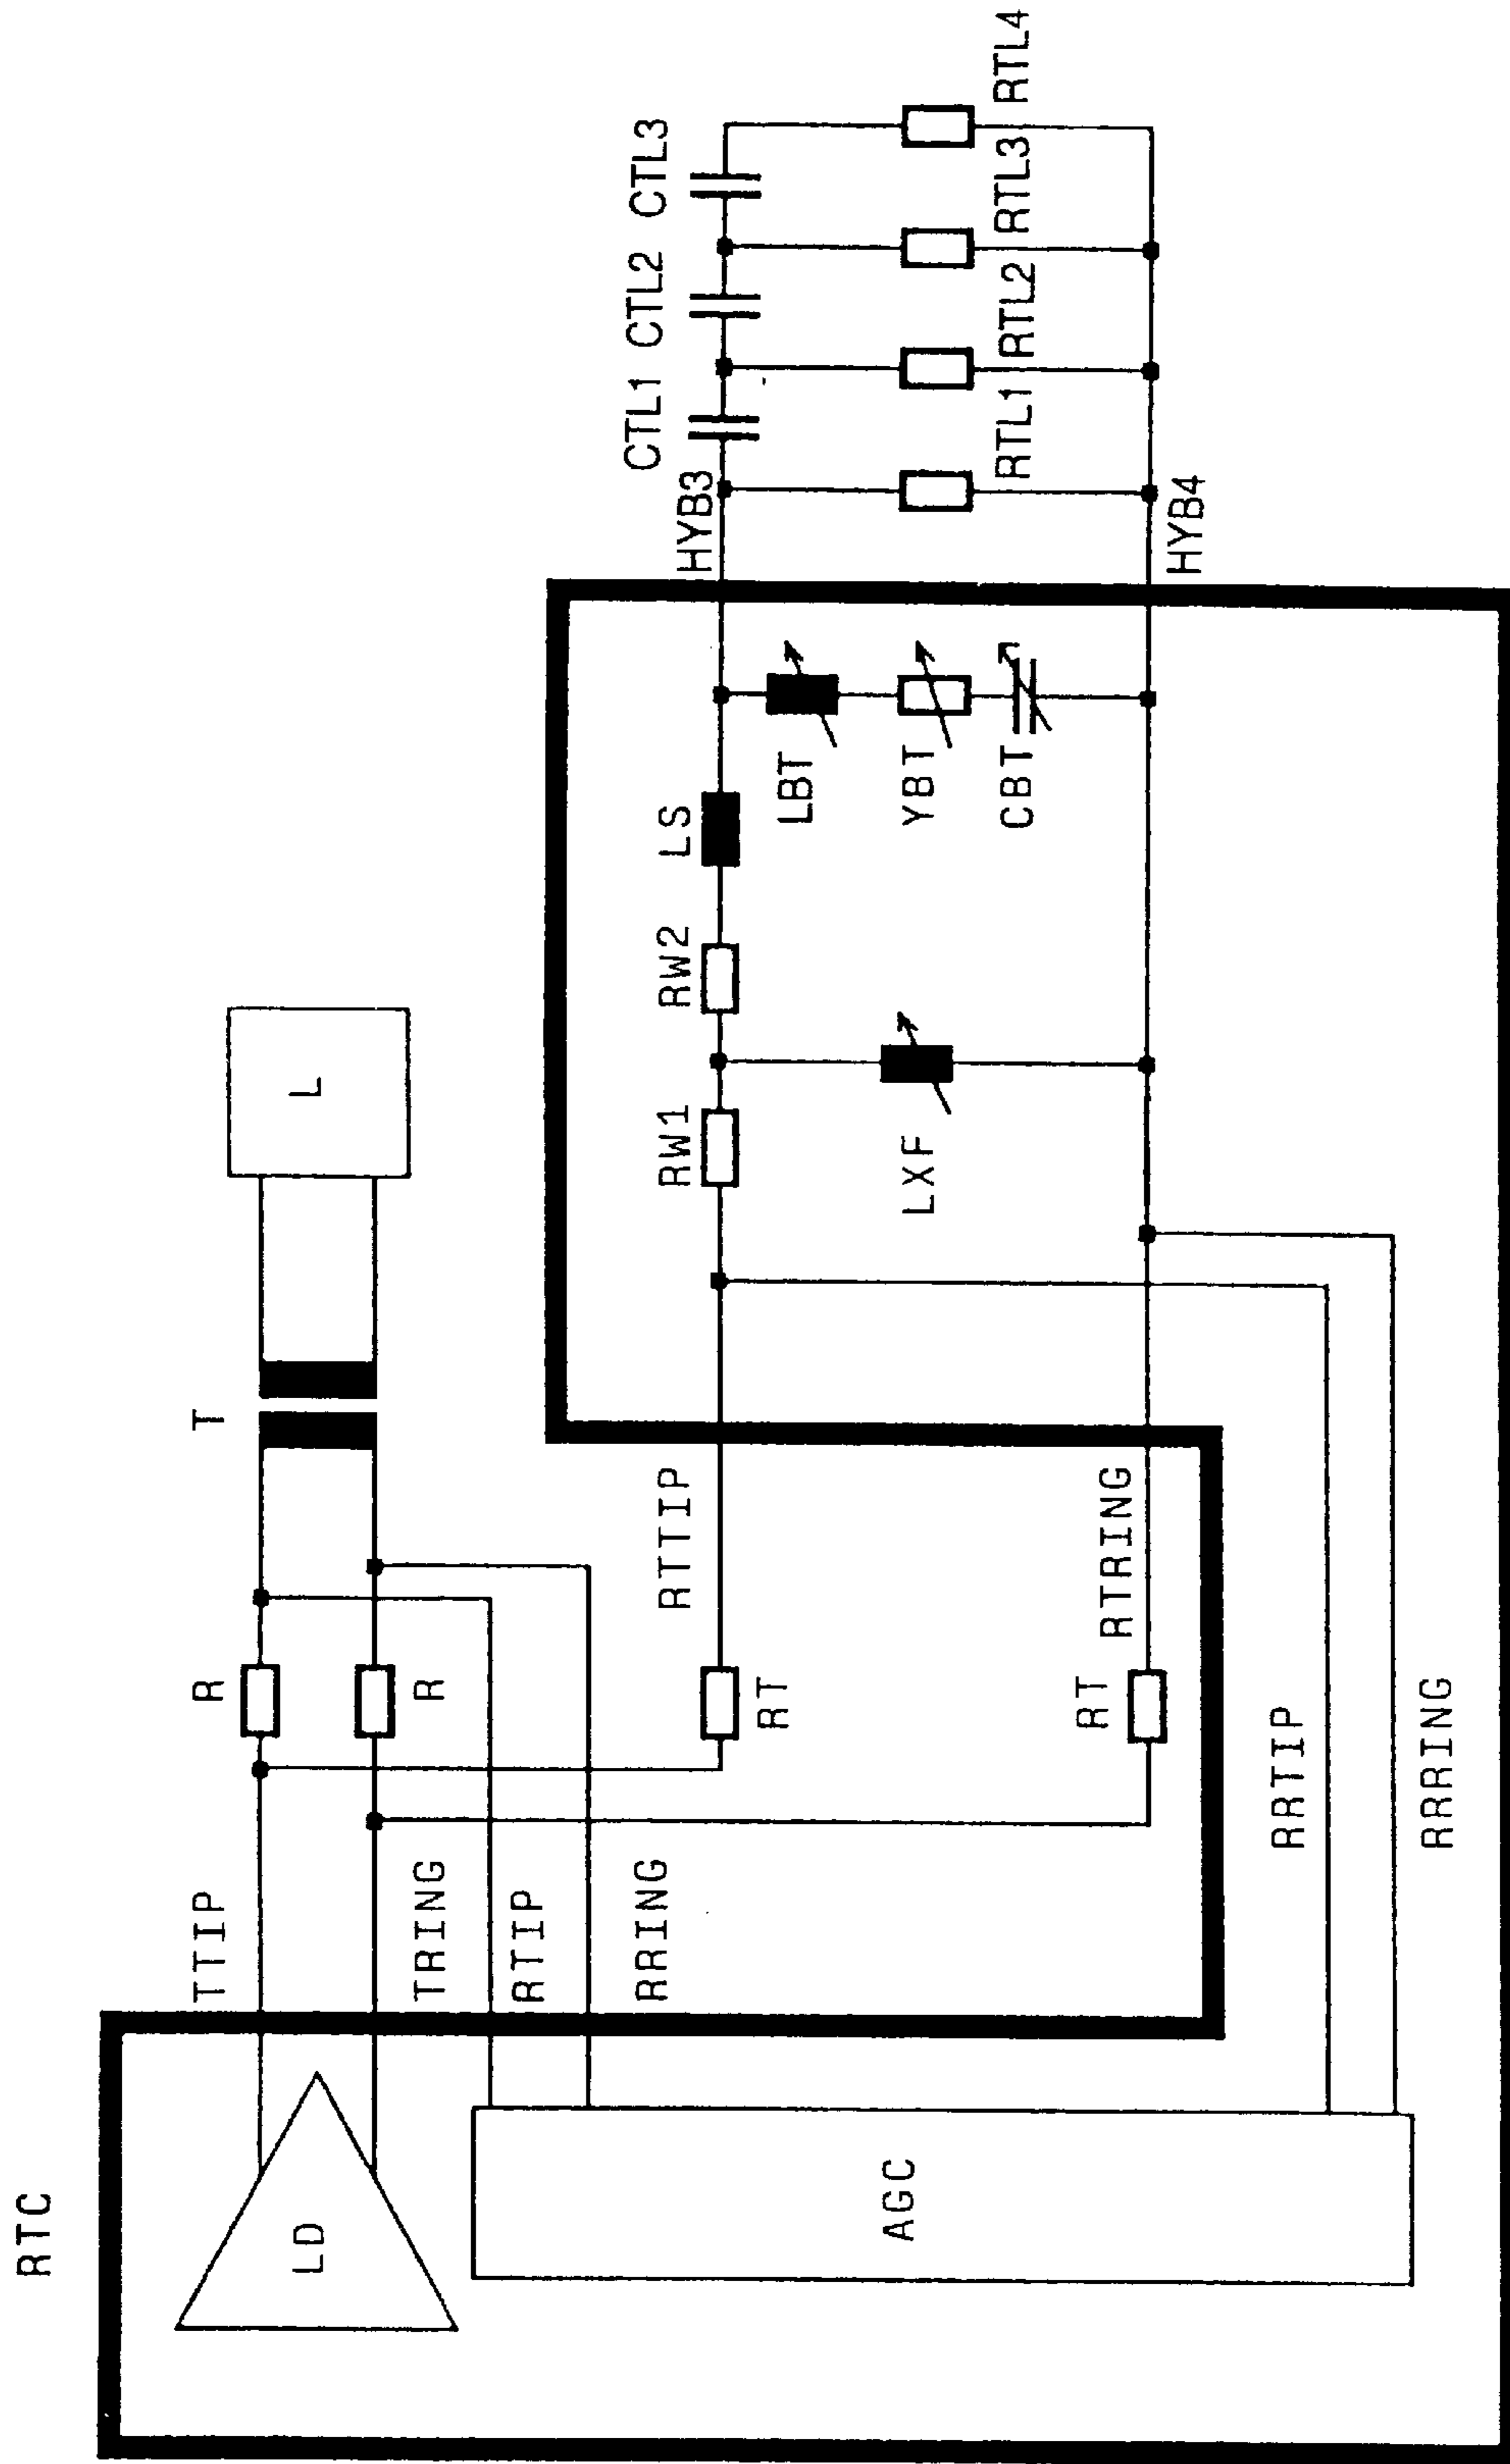 RTC
LD
AGC
TTIP
TRING
RTIP
RRING
R
R
T
L
RT
RT
RTTIP
RTRING
RRTIP
RRRING
RW1
RW2
LS
LXF
LBT
YBT
CBT
HYB3
HYB4
CTL1
CTL2
CTL3
RTL1
RTL2
RTL3
RTL4